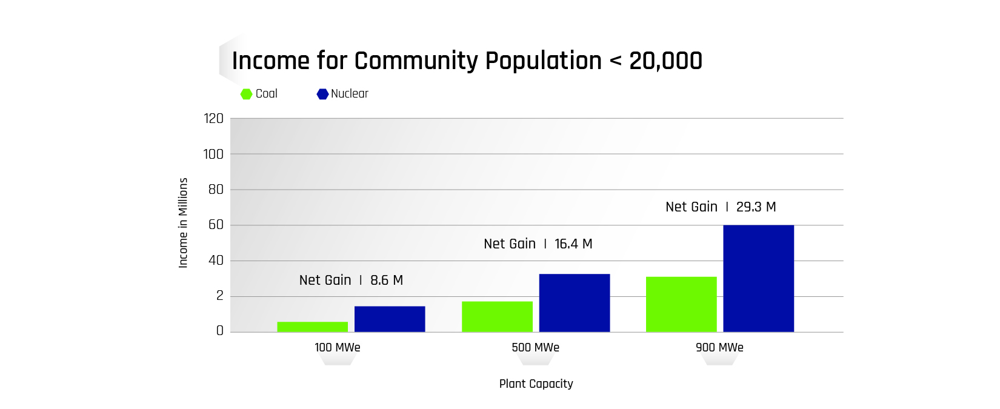 Income for Community Population < 20,000
Coal Nuclear
120
100
80
60
40
2
0
Income in Millions
Net Gain | 8.6 M
Net Gain | 16.4 M
Net Gain | 29.3 M
100 MWe 500 MWe 900 MWe
Plant Capacity